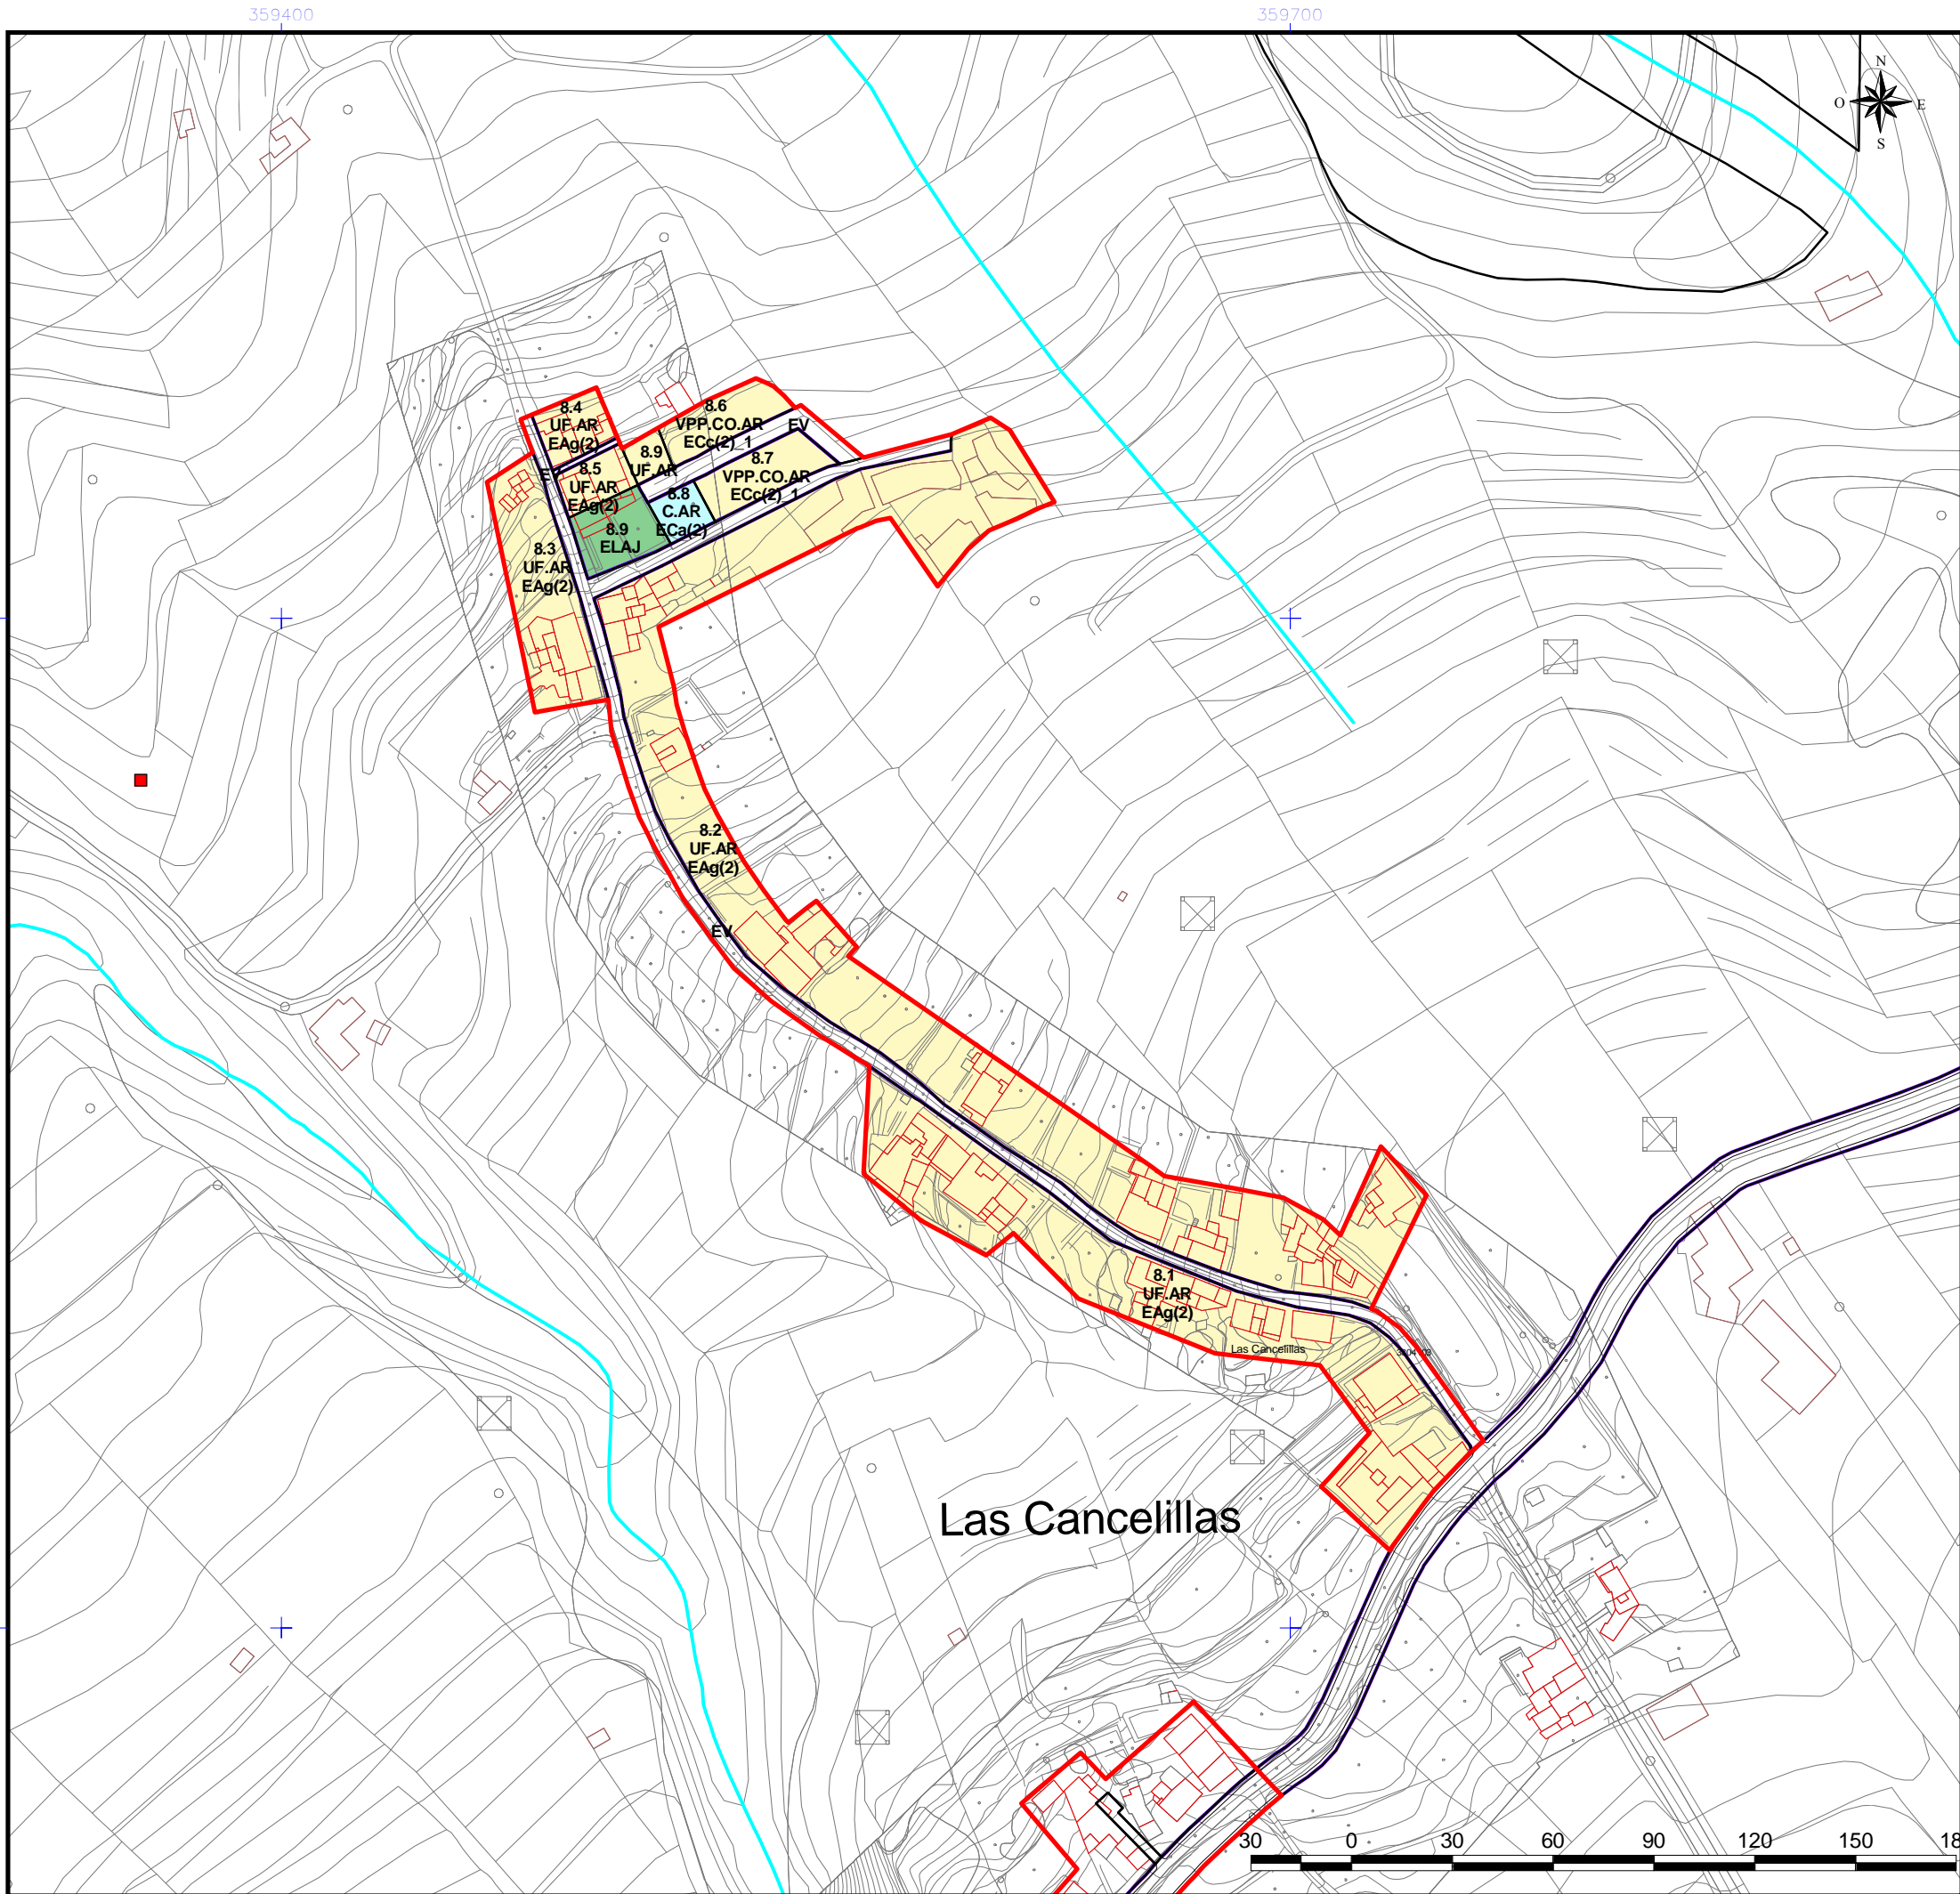 359400
359700
N
O
E
S
8.4
UF.AR
EAg(2)
8.6
VPP.CO.AR
ECc(2)_1
EV
8.9
UF.AR
8.7
VPP.CO.AR
ECc(2)_1
EV
8.5
UF.AR
EAg(2)
8.8
C.AR
ECa(2)
8.9
ELAJ
8.3
UF.AR
EAg(2)
8.2
UF.AR
EAg(2)
EV
8.1
UF.AR
EAg(2)
Las Cancelillas
Las Cancelillas
30
0
30
60
90
120
150